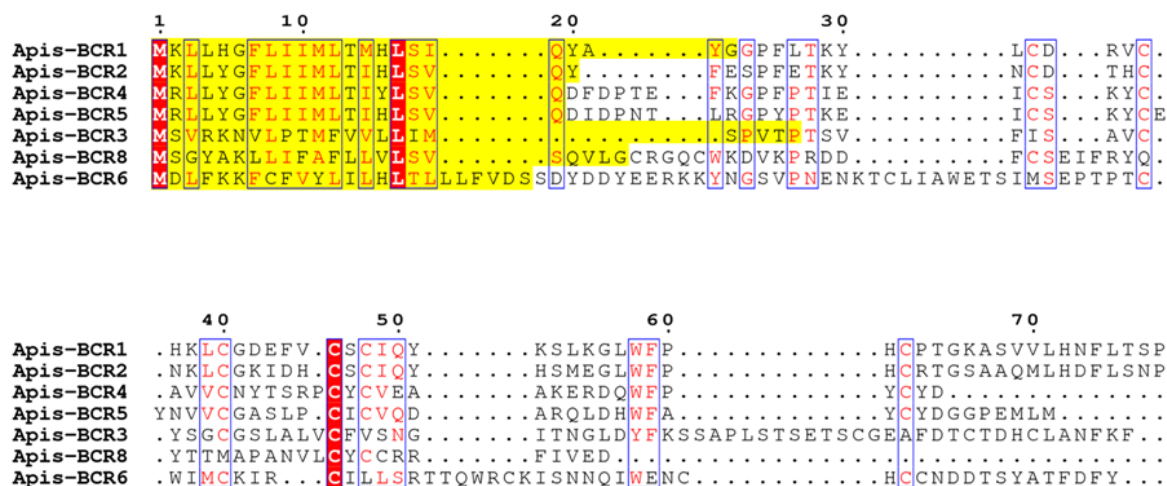 1 10 20 30
Apis-BCR1 MKLLHGFLIIMLTMHLSI.......QYA.......YGGPFLTKY..........LCD...RVC.
Apis-BCR2 MKLLYGFLIIMLTIHLSV.......QY........FESPFETKY..........NCD...THC.
Apis-BCR4 MRLLYGFLIIMLTIYLSV.......QDFDPTE...FKGPFPTIE..........ICS...KYC.
Apis-BCR5 MRLLYGFLIIMLTIHLSV.......QDIDPNT...LRGPYPTKE..........ICS...KYCE
Apis-BCR3 MSVRKNVLPTMFVVLLIM..................SPVTPTSV..........FIS...AVC.
Apis-BCR8 MSGYAKLLIFAFLLVLSV.......SQVLGCRGQCWKDVKPRDD..........FCSEIFRYQ.
Apis-BCR6 MDLFKKFCFVYLILHLTLLLFVDSSDYDDYEERKKYNGSVPNENKTCLIAWETSIMSEPTPTC.
40 50 60 70
Apis-BCR1 .HKLCGDEFV.CSCIQY.......KSLKGLWFP.............HCPTGKASVVLHNFLTSP
Apis-BCR2 .NKLCGKIDH.CSCIQY.......HSMEGLWFP.............HCRTGSAAQMLHDFLSNP
Apis-BCR4 .AVVCNYTSRPCYCVEA.......AKERDQWFP.............YCYD..............
Apis-BCR5 YNVVCGASLP.CICVQD.......ARQLDHWFA.............YCYDGGPEMLM.......
Apis-BCR3 .YSGCGSLALVCFVSNG.......ITNGLDYFKSSAPLSTSETSCGEAFDTCTDHCLANFKF..
Apis-BCR8 .YTTMAPANVLCYCCRR.......FIVED...................................
Apis-BCR6 .WIMCKIR...CILLSRTTQWRCKISNNQIWENC............HCCNDDTSYATFDFY...